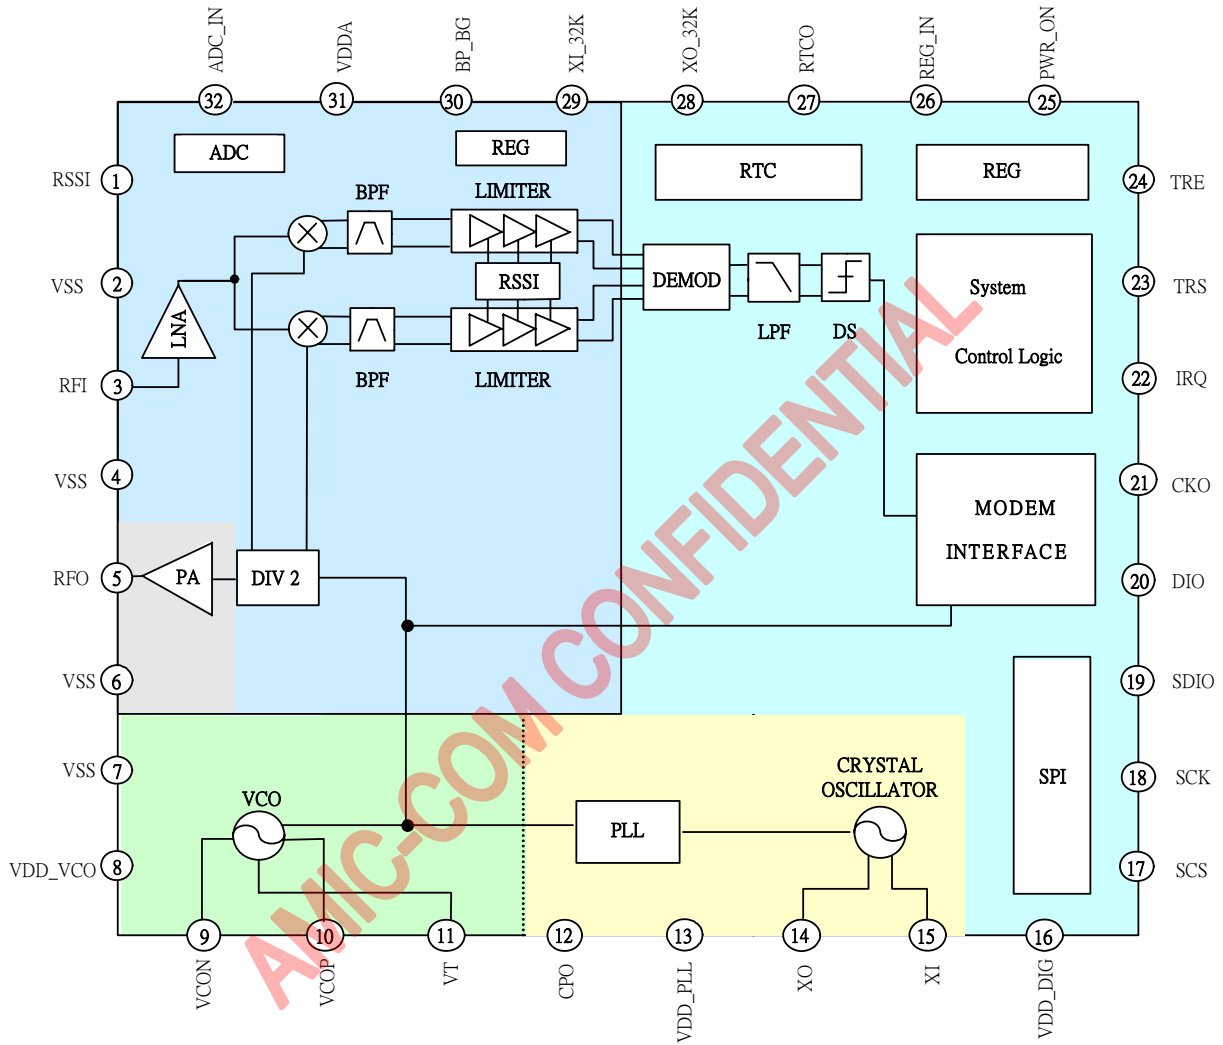 ADC_IN
VDDA
BP_BG
XI_32K
XO_32K
RTCO
REG_IN
PWR_ON
32
31
30
29
28
27
26
25
ADC
REG
RTC
REG
RSSI
1
24
TRE
BPF
LIMITER
VSS
2
RSSI
DEMOD
System
23
TRS
LNA
LPF
DS
Control Logic
RFI
3
BPF
LIMITER
22
IRQ
VSS
4
21
CKO
MODEM
INTERFACE
RFO
5
PA
DIV 2
20
DIO
VSS
6
19
SDIO
VSS
7
CRYSTAL
OSCILLATOR
SPI
18
SCK
VCO
PLL
VDD_VCO
8
17
SCS
9
10
11
12
13
14
15
16
VCON
VCOP
VT
CPO
VDD_PLL
XO
XI
VDD_DIG
AMIC-COM CONFIDENTIAL